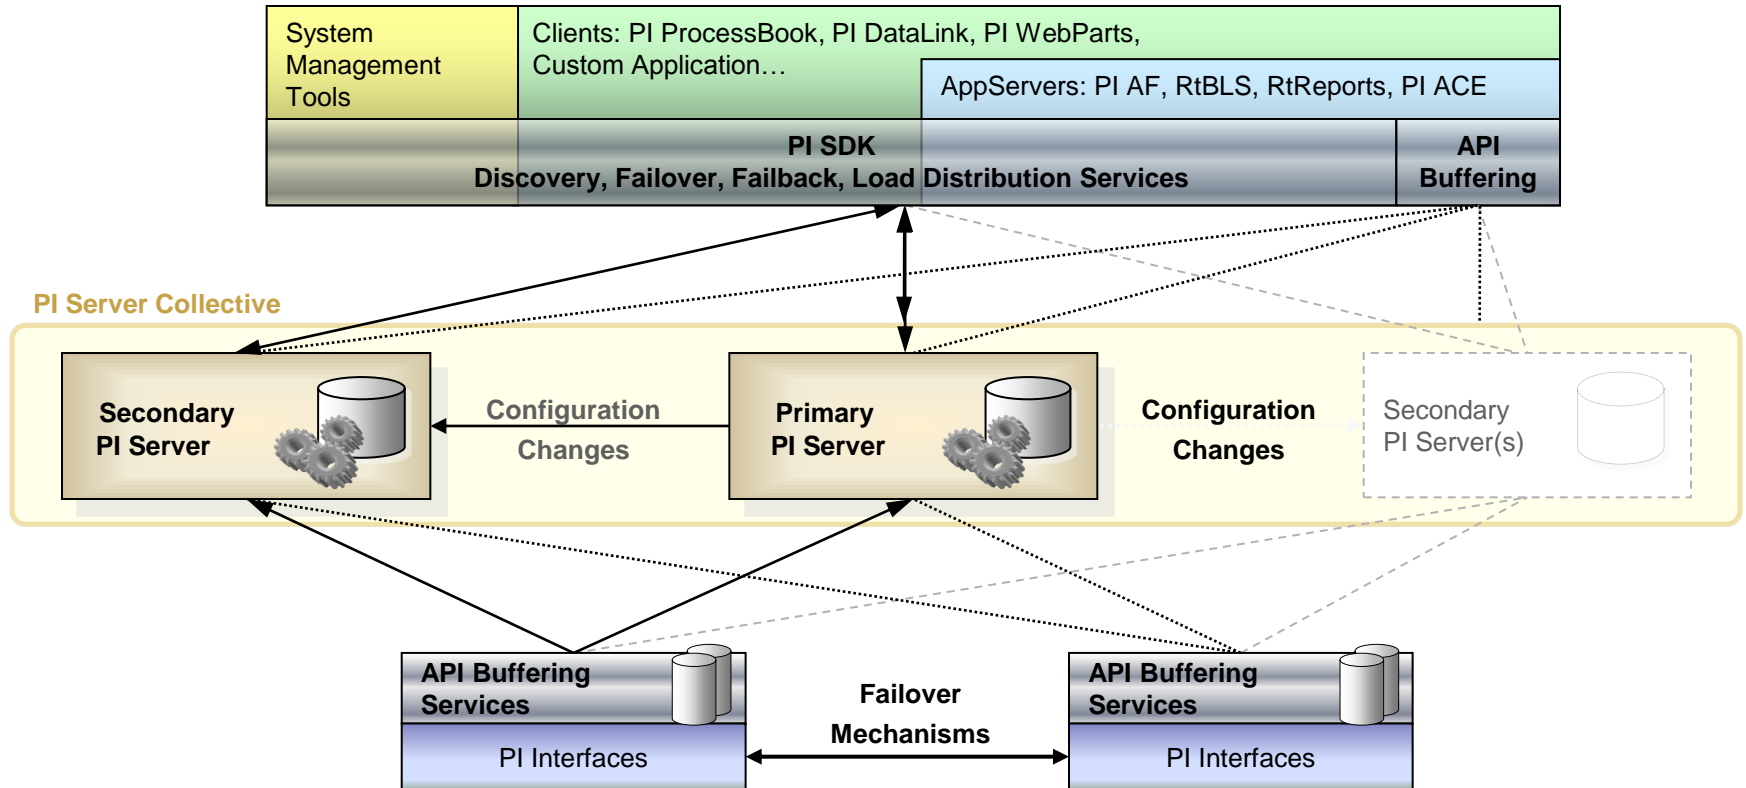 System
Management
Tools
Clients: PI ProcessBook, PI DataLink, PI WebParts,
Custom Application…
AppServers: PI AF, RtBLS, RtReports, PI ACE
PI SDK
Discovery, Failover, Failback, Load Distribution Services
API
Buffering
PI Server Collective
Secondary
PI Server
Configuration
Changes
Primary
PI Server
Configuration
Changes
Secondary
PI Server(s)
API Buffering
Services
PI Interfaces
Failover
Mechanisms
API Buffering
Services
PI Interfaces